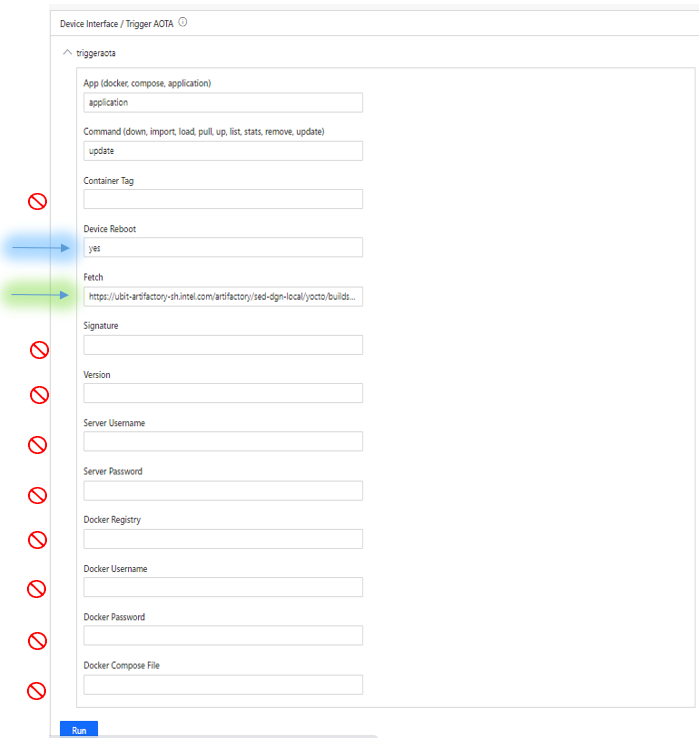 Device Interface / Trigger AOTA
triggeraota
App (docker, compose, application)
application
Command (down, import, load, pull, up, list, stats, remove, update)
update
Container Tag
Device Reboot
yes
Fetch
https://ubit-artifactory-sh.intel.com/artifactory/sed-dgn-local/yocto/builds...
Signature
Version
Server Username
Server Password
Docker Registry
Docker Username
Docker Password
Docker Compose File
Run